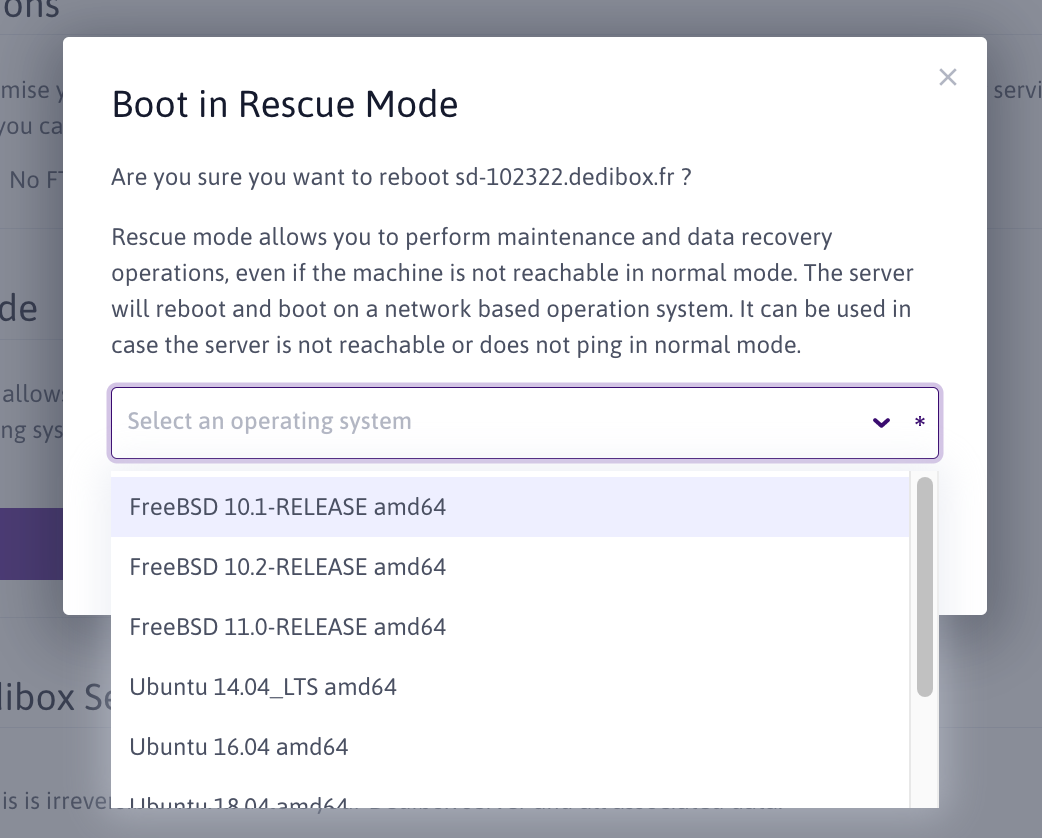 ons
Boot in Rescue Mode
mise
servi
you ca
Are you sure you want to reboot sd-102322.dedibox.fr ?
No
Rescue mode allows you to perform maintenance and data recovery
operations, even if the machine is not reachable in normal mode. The server
will reboot and boot on a network based operation system. It can be used in
case the server is not reachable or does not ping in normal mode.
de
allow
ng sys
Select an operating system *
FreeBSD 10.1-RELEASE amd64
FreeBSD 10.2-RELEASE amd64
FreeBSD 11.0-RELEASE amd64
Ubuntu 14.04_LTS amd64
Ubuntu 16.04 amd64
Ubuntu 18.04 amd64
dibox Se
is is irrever